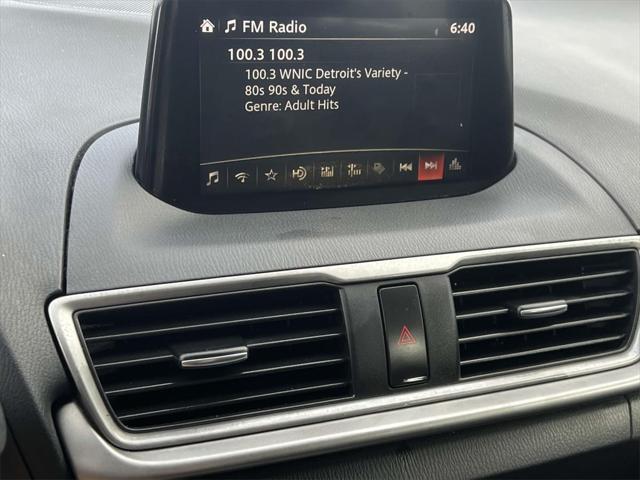 FM Radio 6:40
100.3 100.3
100.3 WNIC Detroit's Variety -
80s 90s & Today
Genre: Adult Hits